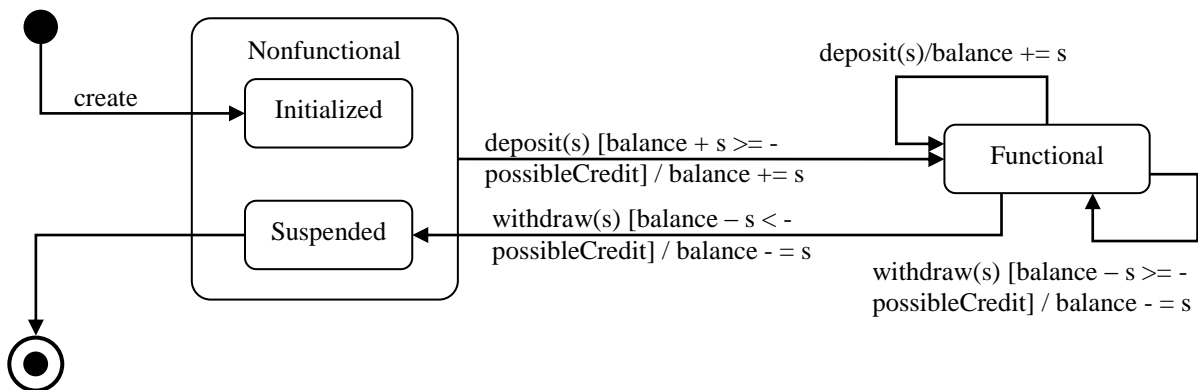 Nonfunctional
create
Initialized
Suspended
deposit(s) [balance + s >= -
possibleCredit] / balance += s
withdraw(s) [balance – s < -
possibleCredit] / balance - = s
deposit(s)/balance += s
Functional
withdraw(s) [balance – s >= -
possibleCredit] / balance - = s